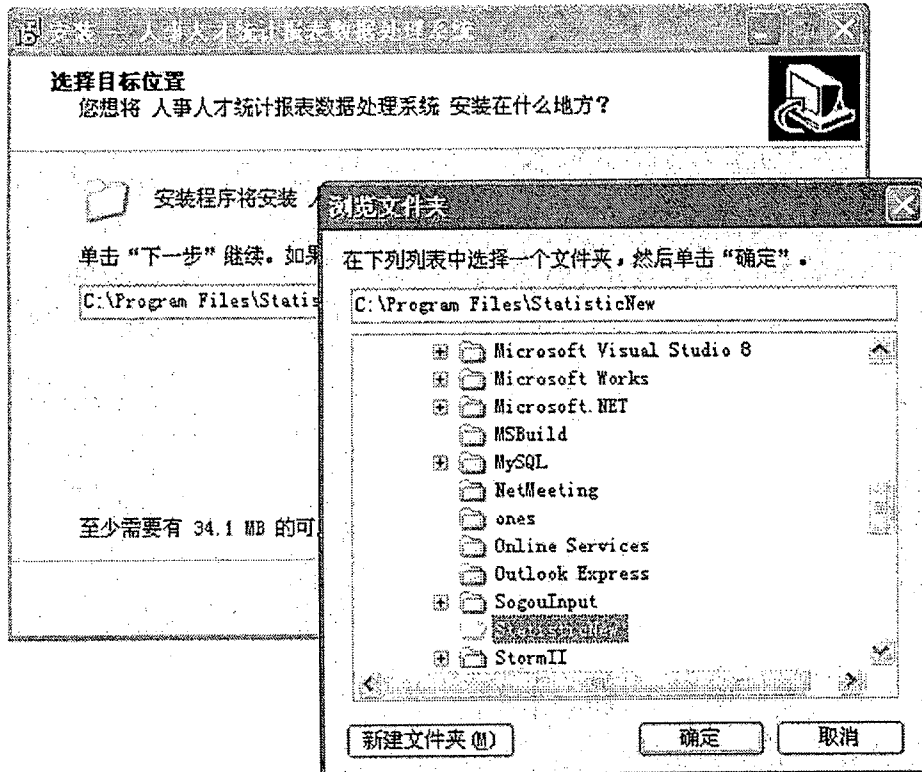 安装 - 人事人才统计报表数据处理系统
选择目标位置
您想将 人事人才统计报表数据处理系统 安装在什么地方？
安装程序将安装 人
单击“下一步”继续。如果
C:\Program Files\Statis
至少需要有 34.1 MB 的可
浏览文件夹
在下列列表中选择一个文件夹，然后单击“确定”。
C:\Program Files\StatisticNew
Microsoft Visual Studio 8
Microsoft Works
Microsoft.NET
MSBuild
MySQL
NetMeeting
ones
Online Services
Outlook Express
SogouInput
StatisticNew
StormII
新建文件夹(M)
确定
取消